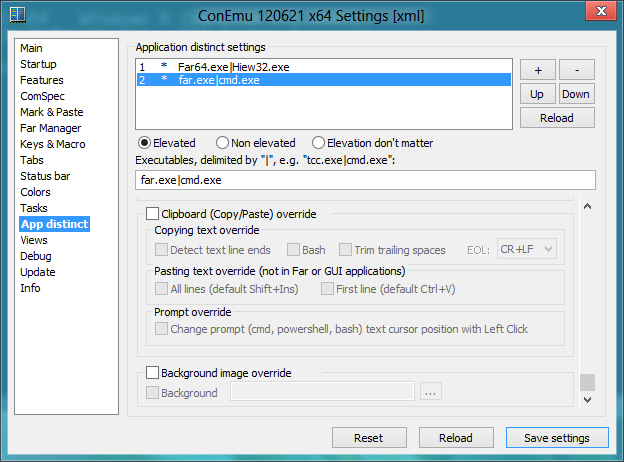 ConEmu 120621 x64 Settings [xml]
x
Main
Startup
Features
ComSpec
Mark & Paste
Far Manager
Keys & Macro
Tabs
Status bar
Colors
Tasks
App distinct
Views
Debug
Update
Info
Application distinct settings
1 * Far64.exe|Hiew32.exe
2 * far.exe|cmd.exe
+ -
Up Down
Reload
Elevated Non elevated Elevation don't matter
Executables, delimited by "|", e.g. "tcc.exe|cmd.exe":
far.exe|cmd.exe
Clipboard (Copy/Paste) override
Copying text override
Detect text line ends Bash Trim trailing spaces EOL: CR+LF
Pasting text override (not in Far or GUI applications)
All lines (default Shift+Ins) First line (default Ctrl+V)
Prompt override
Change prompt (cmd, powershell, bash) text cursor position with Left Click
Background image override
Background ...
Reset Reload Save settings